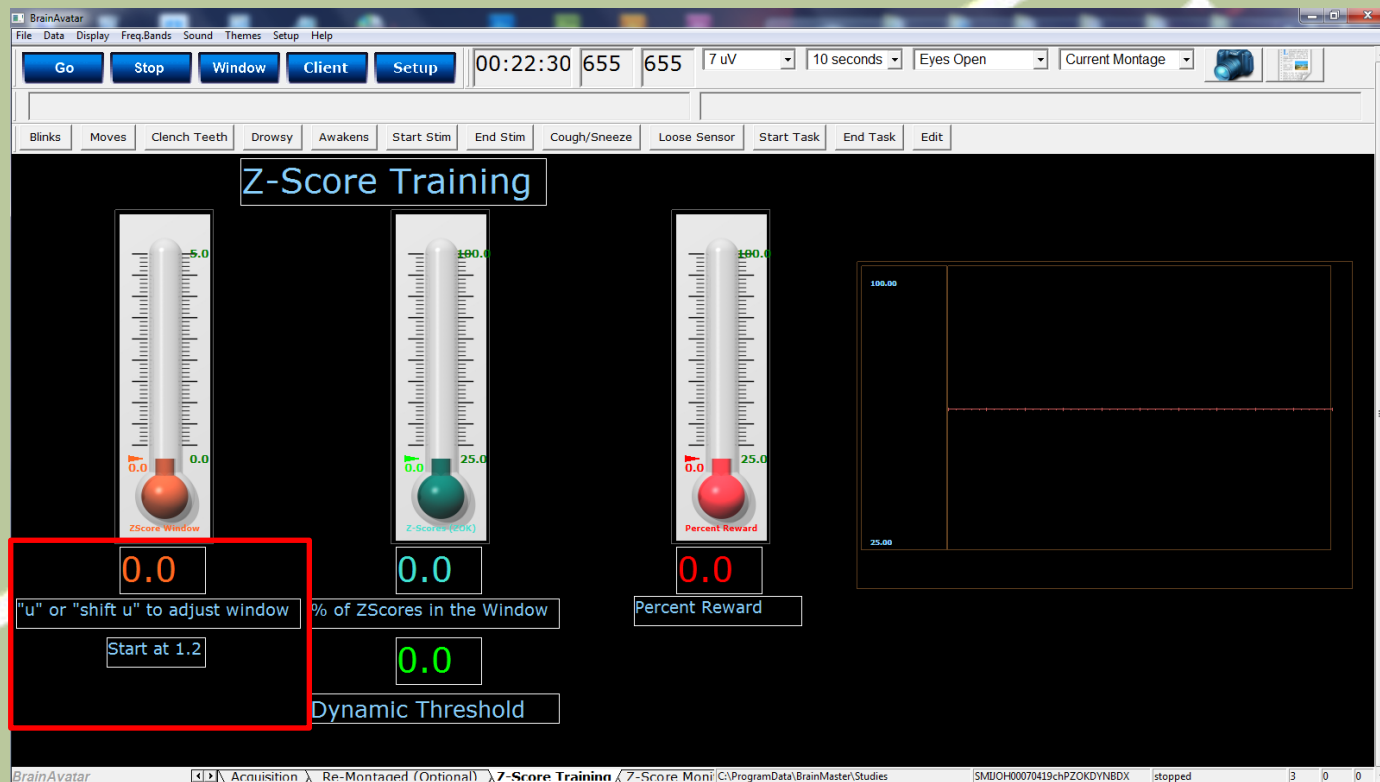 BrainAvatar
File Data Display Freq.Bands Sound Themes Setup Help
Go Stop Window Client Setup 00:22:30 655 655 7 uV 10 seconds Eyes Open Current Montage
Blinks Moves Clench Teeth Drowsy Awakens Start Stim End Stim Cough/Sneeze Loose Sensor Start Task End Task Edit
Z-Score Training
5.0 100.0 100.0
100.00
0.0 0.0 0.0 25.0 0.0 25.0
ZScore Window Z-Scores (ZOK) Percent Reward
25.00
0.0 0.0 0.0
"u" or "shift u" to adjust window % of ZScores in the Window Percent Reward
Start at 1.2 0.0
Dynamic Threshold
BrainAvatar Acquisition Re-Montaged (Optional) Z-Score Training Z-Score Moni C:\ProgramData\BrainMaster\Studies SMIJOH00070419chPZOKDYNBDX stopped 3 0 0